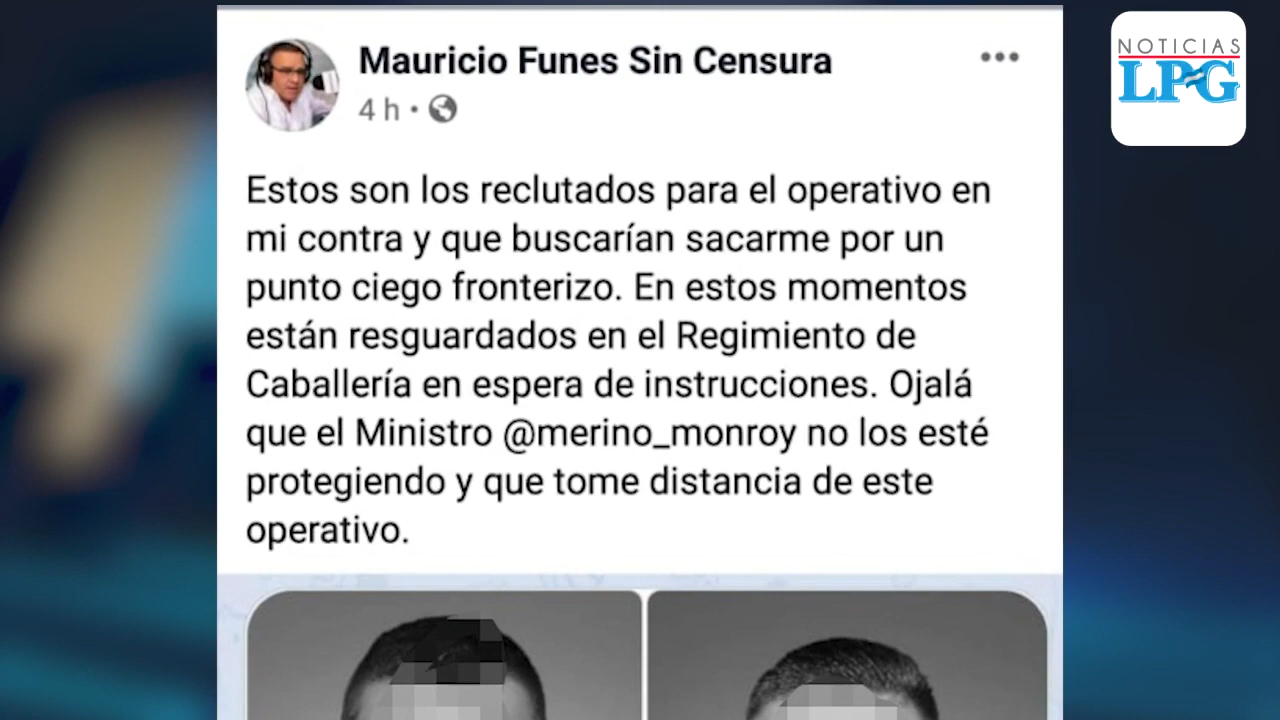 Mauricio Funes Sin Censura
4 h •
NOTICIAS
LPG
Estos son los reclutados para el operativo en
mi contra y que buscarían sacarme por un
punto ciego fronterizo. En estos momentos
están resguardados en el Regimiento de
Caballería en espera de instrucciones. Ojalá
que el Ministro @merino_monroy no los esté
protegiendo y que tome distancia de este
operativo.